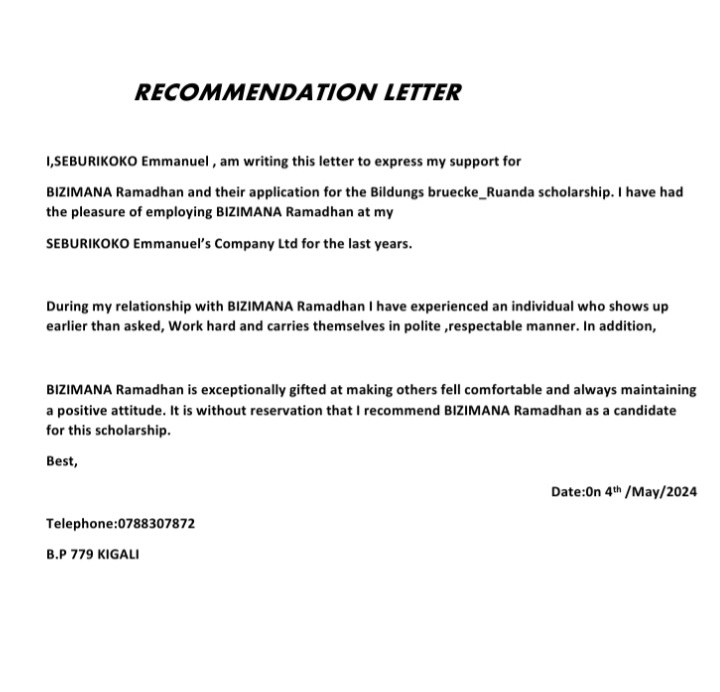 RECOMMENDATION LETTER
I,SEBURIKOKO Emmanuel , am writing this letter to express my support for
BIZIMANA Ramadhan and their application for the Bildungs bruecke_Ruanda scholarship. I have had
the pleasure of employing BIZIMANA Ramadhan at my
SEBURIKOKO Emmanuel’s Company Ltd for the last years.
During my relationship with BIZIMANA Ramadhan I have experienced an individual who shows up
earlier than asked, Work hard and carries themselves in polite ,respectable manner. In addition,
BIZIMANA Ramadhan is exceptionally gifted at making others fell comfortable and always maintaining
a positive attitude. It is without reservation that I recommend BIZIMANA Ramadhan as a candidate
for this scholarship.
Best,
Date:0n 4th /May/2024
Telephone:0788307872
B.P 779 KIGALI